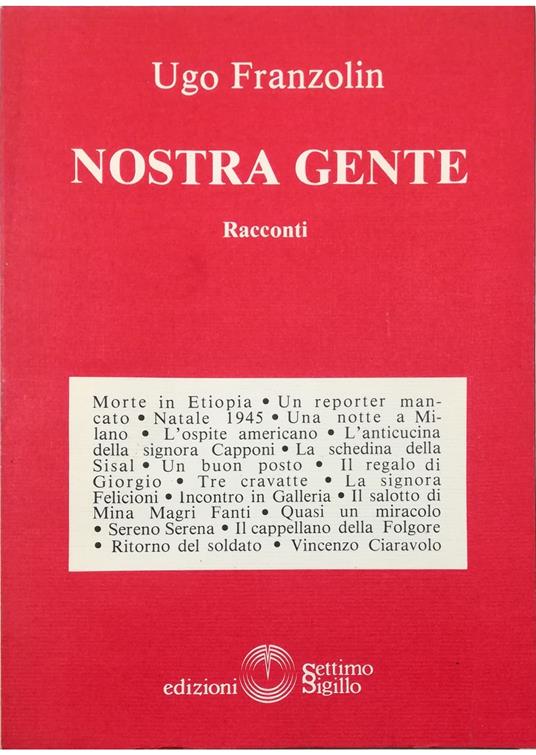 Ugo Franzolin
NOSTRA GENTE
Racconti
Morte in Etiopia • Un reporter man-
cato • Natale 1945 • Una notte a Mi-
lano • L'ospite americano • L'anticucina
della signora Capponi • La schedina della
Sisal • Un buon posto • Il regalo di
Giorgio • Tre cravatte • La signora
Felicioni • Incontro in Galleria • Il salotto di
Mina Magri Fanti • Quasi un miracolo
• Sereno Serena • Il cappellano della Folgore
• Ritorno del soldato • Vincenzo Ciaravolo
edizioni Settimo
Sigillo